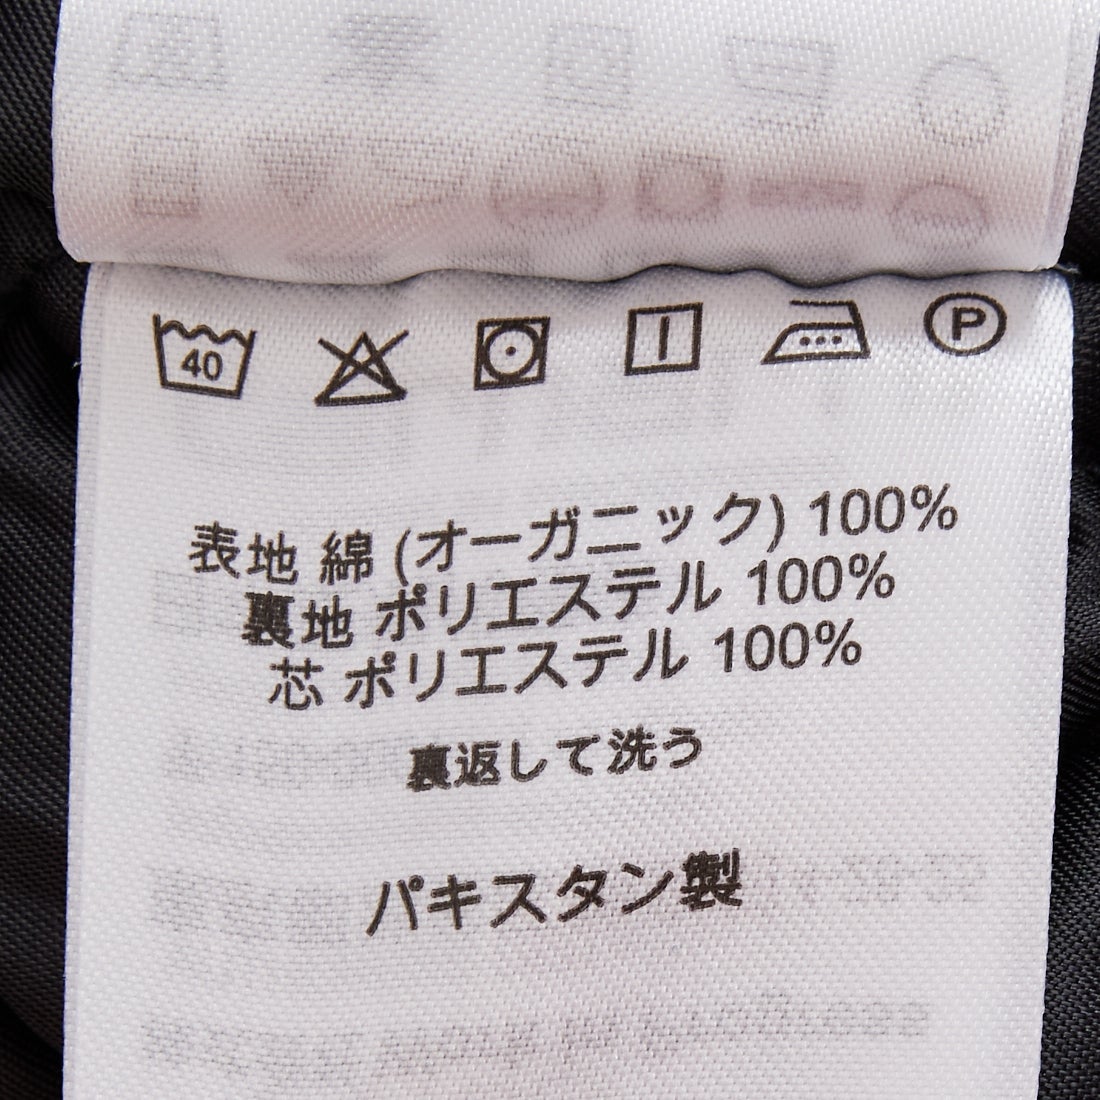 40
P
表地 綿 (オーガニック) 100%
裏地 ポリエステル 100%
芯 ポリエステル 100%
裏返して洗う
パキスタン製